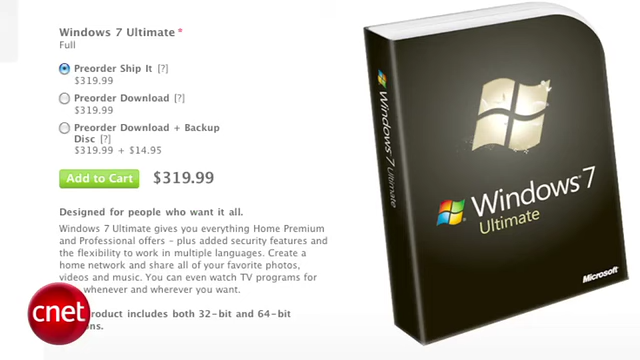 Windows 7 Ultimate *
Full
Preorder Ship It [?]
$319.99
Preorder Download [?]
$319.99
Preorder Download + Backup
Disc [?]
$319.99 + $14.95
Add to Cart $319.99
Designed for people who want it all.
Windows 7 Ultimate gives you everything Home Premium
and Professional offers – plus added security features and
the flexibility to work in multiple languages. Create a
home network and share all of your favorite photos,
videos and music. You can even watch TV programs for
whenever and wherever you want.
product includes both 32-bit and 64-bit
cnet
Windows 7 Ultimate
Windows 7
Ultimate
Microsoft